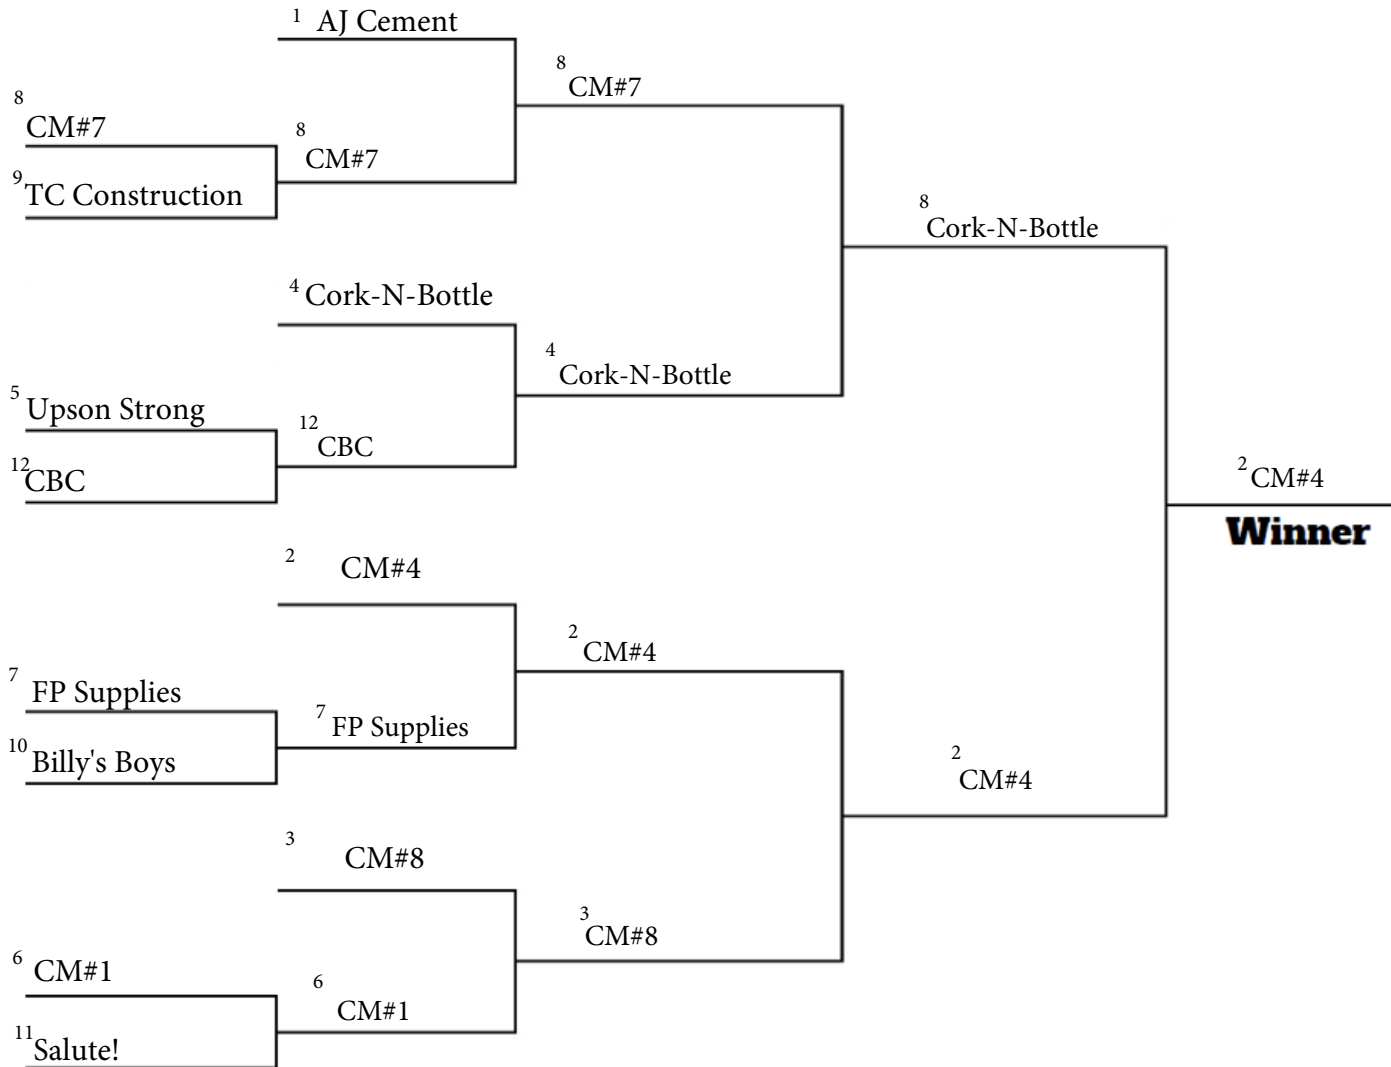 1 AJ Cement
8
CM#7
8
CM#7
8
CM#7
9 TC Construction
8
Cork-N-Bottle
4 Cork-N-Bottle
4
Cork-N-Bottle
5
Upson Strong
12
CBC
12 CBC
2 CM#4
Winner
2 CM#4
2
CM#4
7
FP Supplies
7
FP Supplies
10 Billy's Boys
2
CM#4
3
CM#8
3
CM#8
6
CM#1
6
CM#1
11 Salute!